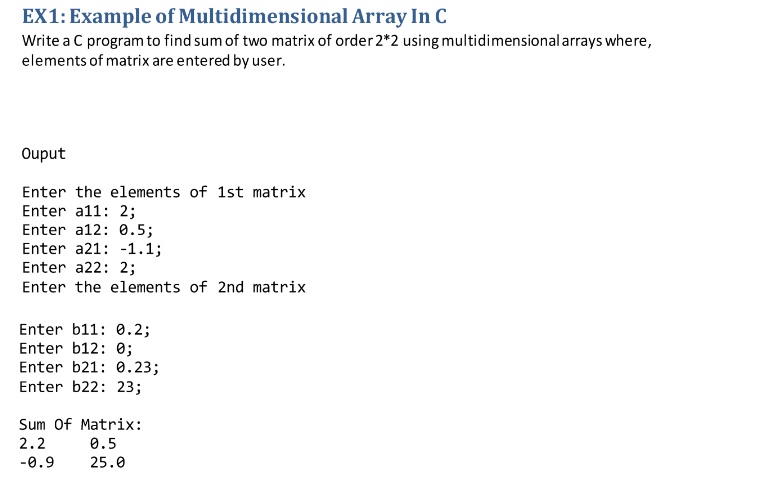 EX1: Example of Multidimensional Array In C
Write a C program to find sum of two matrix of order 2*2 using multidimensional arrays where,
elements of matrix are entered by user.
Ouput
Enter the elements of 1st matrix
Enter a11: 2;
Enter a12: 0.5;
Enter a21: -1.1;
Enter a22: 2;
Enter the elements of 2nd matrix
Enter b11: 0.2;
Enter b12: 0;
Enter b21: 0.23;
Enter b22: 23;
Sum Of Matrix:
2.2 0.5
-0.9 25.0